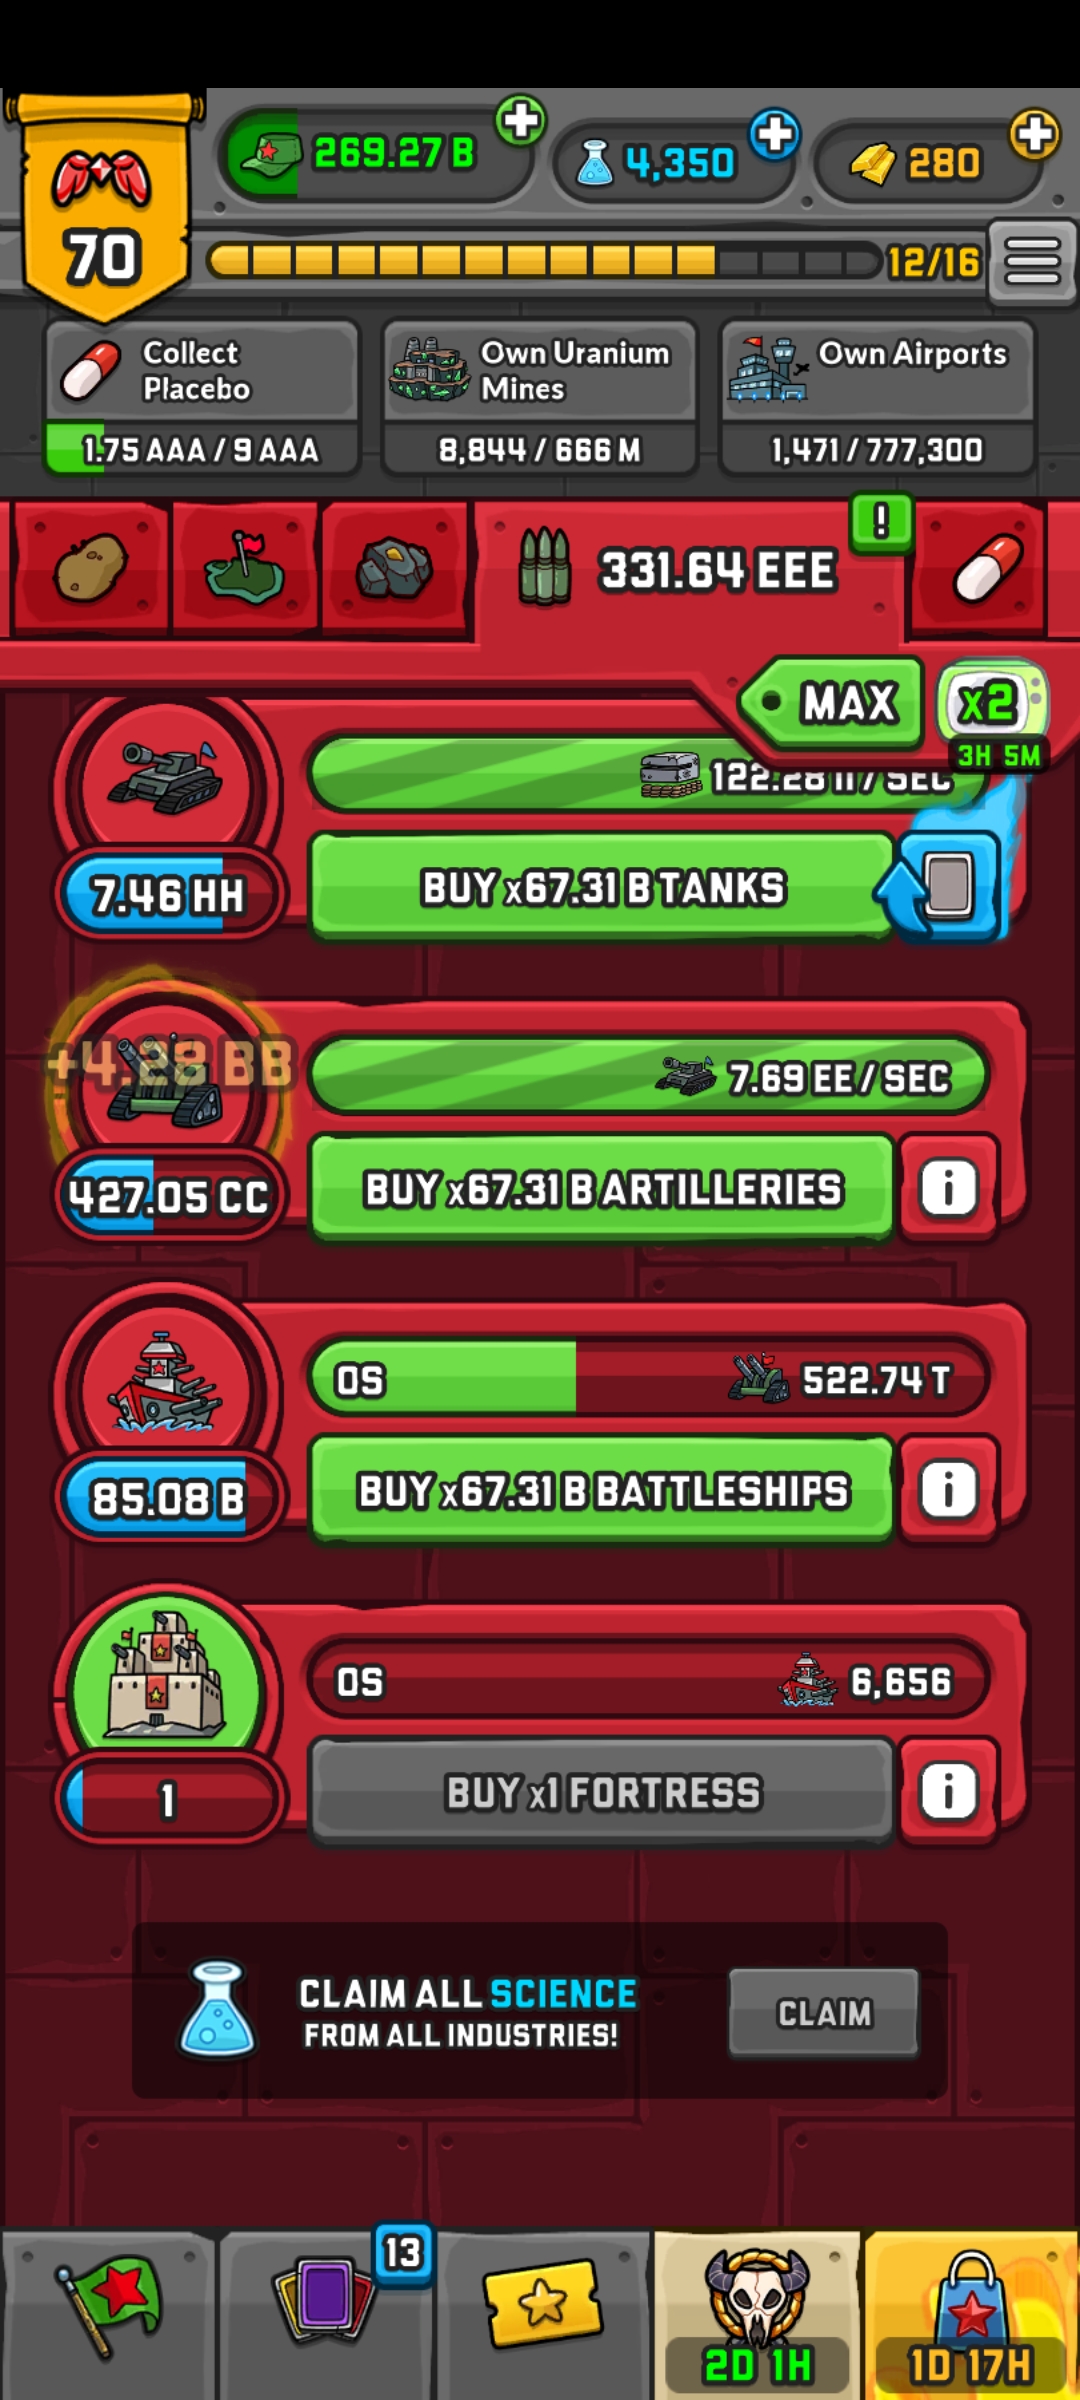 269.27 B
4,350
280
70
12/16
Collect
Placebo
1.75 AAA / 9 AAA
Own Uranium
Mines
8,844 / 666 M
Own Airports
1,471 / 777,300
331.64 EEE
!
MAX
x2
3H 5M
/ SEC
7.46 HH
BUY x67.31 B TANKS
+4.28 BB
7.69 EE / SEC
427.05 CC
BUY x67.31 B ARTILLERIES
i
0S
522.74 T
85.08 B
BUY x67.31 B BATTLESHIPS
i
0S
6,656
1
BUY x1 FORTRESS
i
CLAIM ALL SCIENCE
FROM ALL INDUSTRIES!
CLAIM
13
2D 1H
1D 17H